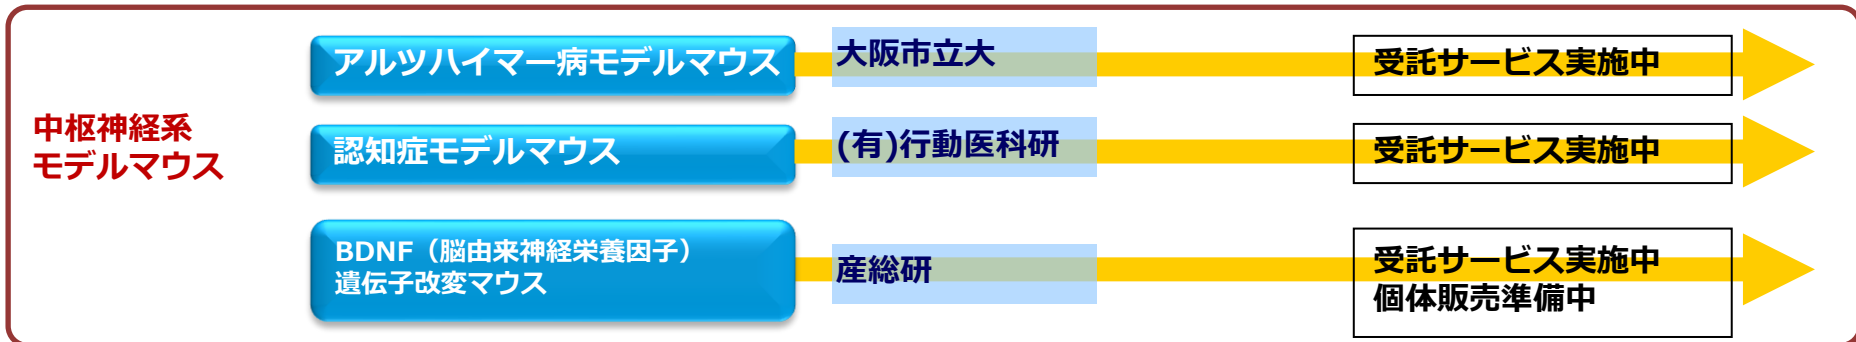 アルツハイマー病モデルマウス
大阪市立大
受託サービス実施中
中枢神経系
モデルマウス
認知症モデルマウス
(有)行動医科研
受託サービス実施中
BDNF（脳由来神経栄養因子）
遺伝子改変マウス
産総研
受託サービス実施中
個体販売準備中